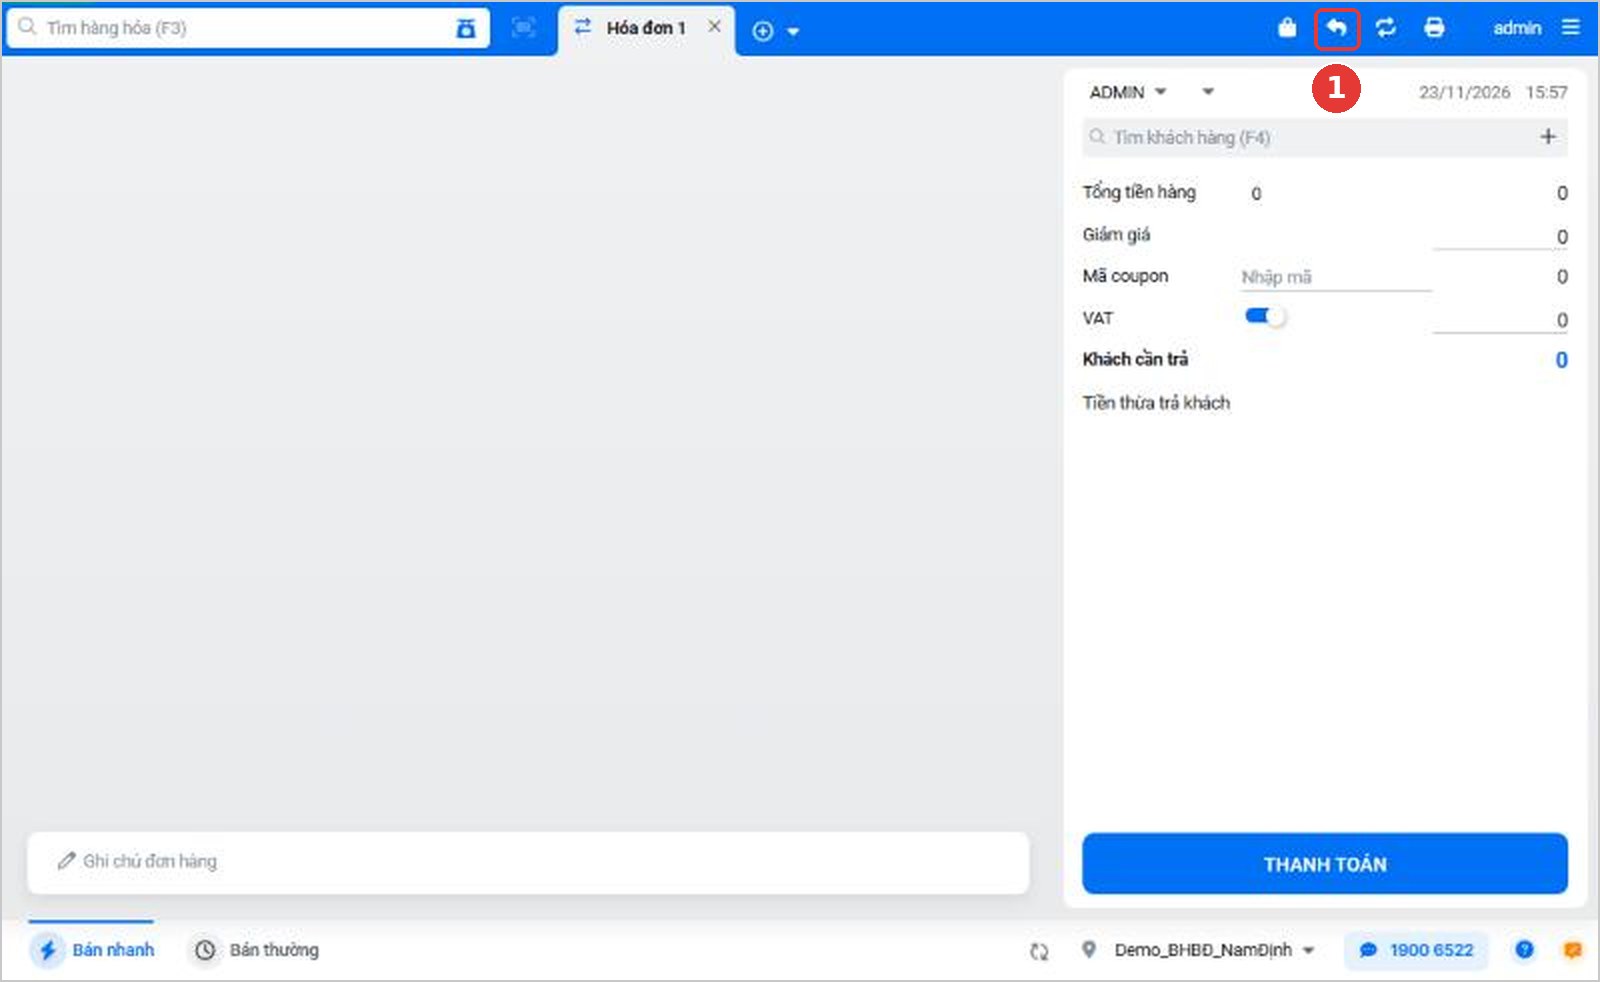 Tìm hàng hóa (F3)
Hóa đơn 1
admin
1
ADMIN
23/11/2026 15:57
Tìm khách hàng (F4)
Tổng tiền hàng 0 0
Giảm giá 0
Mã coupon Nhập mã 0
VAT 0
Khách cần trả 0
Tiền thừa trả khách
Ghi chú đơn hàng
THANH TOÁN
Bán nhanh
Bán thường
Demo_BHBĐ_NamĐịnh
1900 6522